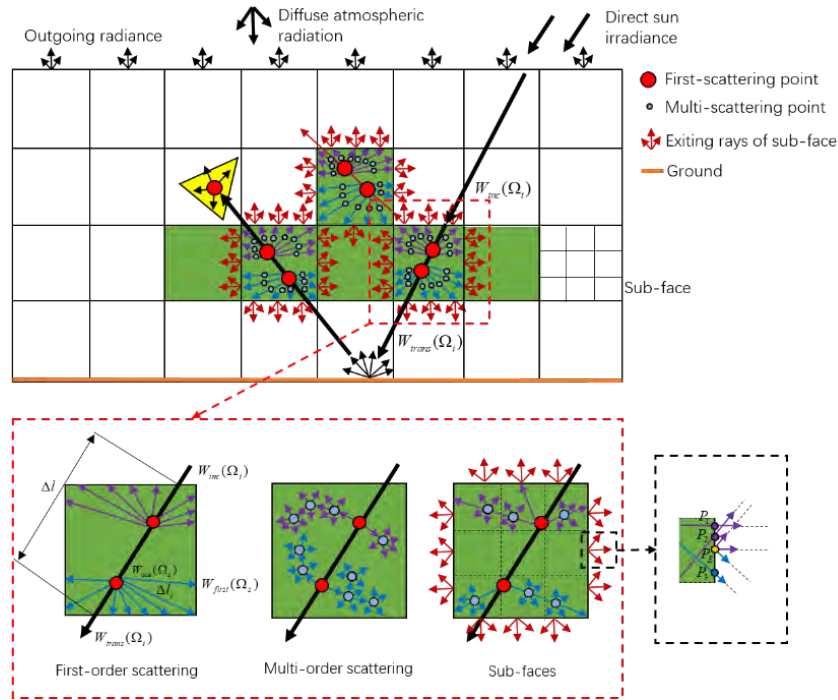 Outgoing radiance
Diffuse atmospheric
radiation
Direct sun
irradiance
First-scattering point
Multi-scattering point
Exiting rays of sub-face
Ground
W_inc(Ω_i)
Sub-face
W_trans(Ω_i)
Δl
W_inc(Ω_i)
W_sca(Ω_s)
Δl_s
W_first(Ω_s)
W_trans(Ω_i)
First-order scattering
Multi-order scattering
Sub-faces
P_1
P_2
P_3